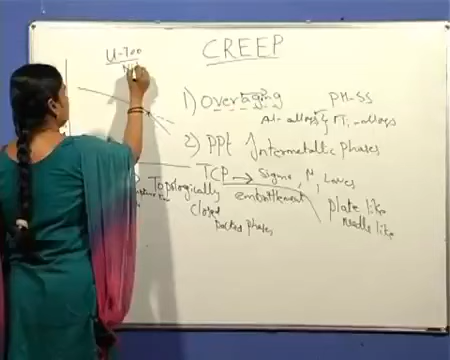 CREEP
U-700
Ni
1) Overaging PH-SS
Al-alloys Ti-alloys
2) PPt Intermetallic phases
TCP → Sigma, μ, Laves
Topologically embrittlement Plate like
Closed Needle like
Packed phases